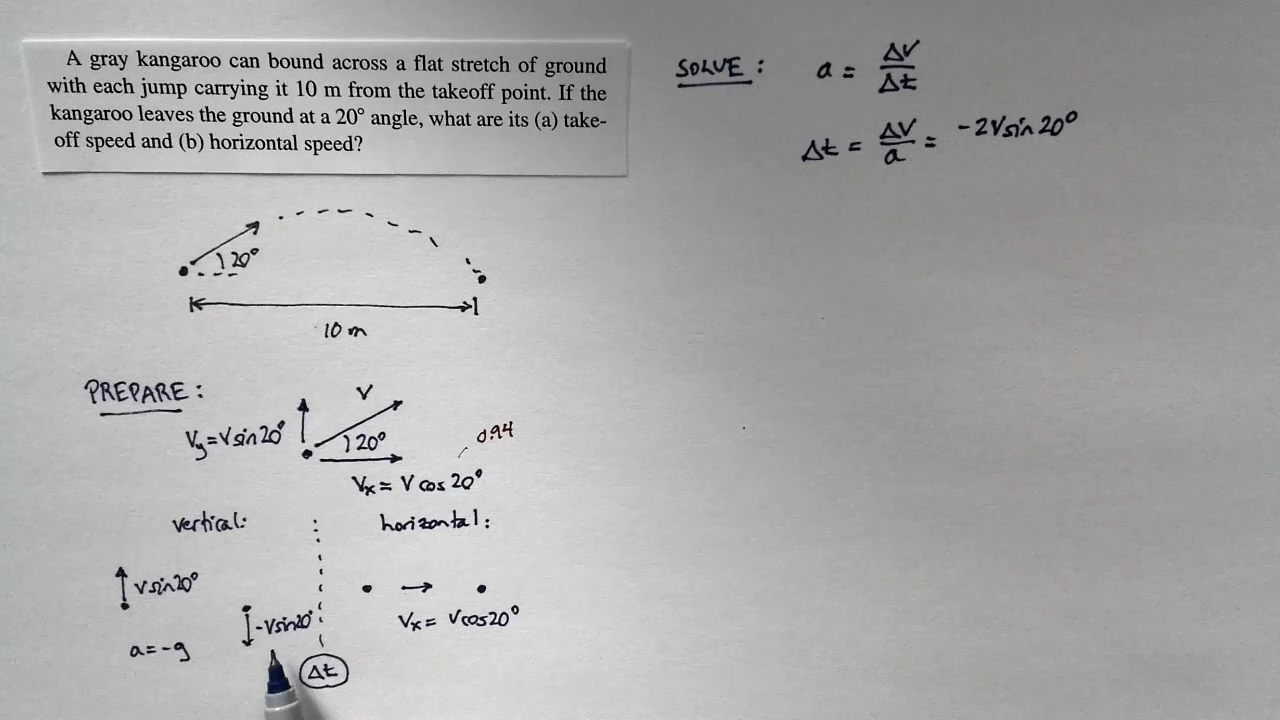 A gray kangaroo can bound across a flat stretch of ground
with each jump carrying it 10 m from the takeoff point. If the
kangaroo leaves the ground at a 20° angle, what are its (a) take-
off speed and (b) horizontal speed?
20°
10 m
PREPARE:
V
Vy = V sin 20°
20°
0.94
Vx = V cos 20°
vertical:
horizontal:
V sin 20°
-V sin 20°
Vx = V cos 20°
a = -g
Δt
SOLVE: a = ΔV/Δt
Δt = ΔV/a = -2V sin 20°